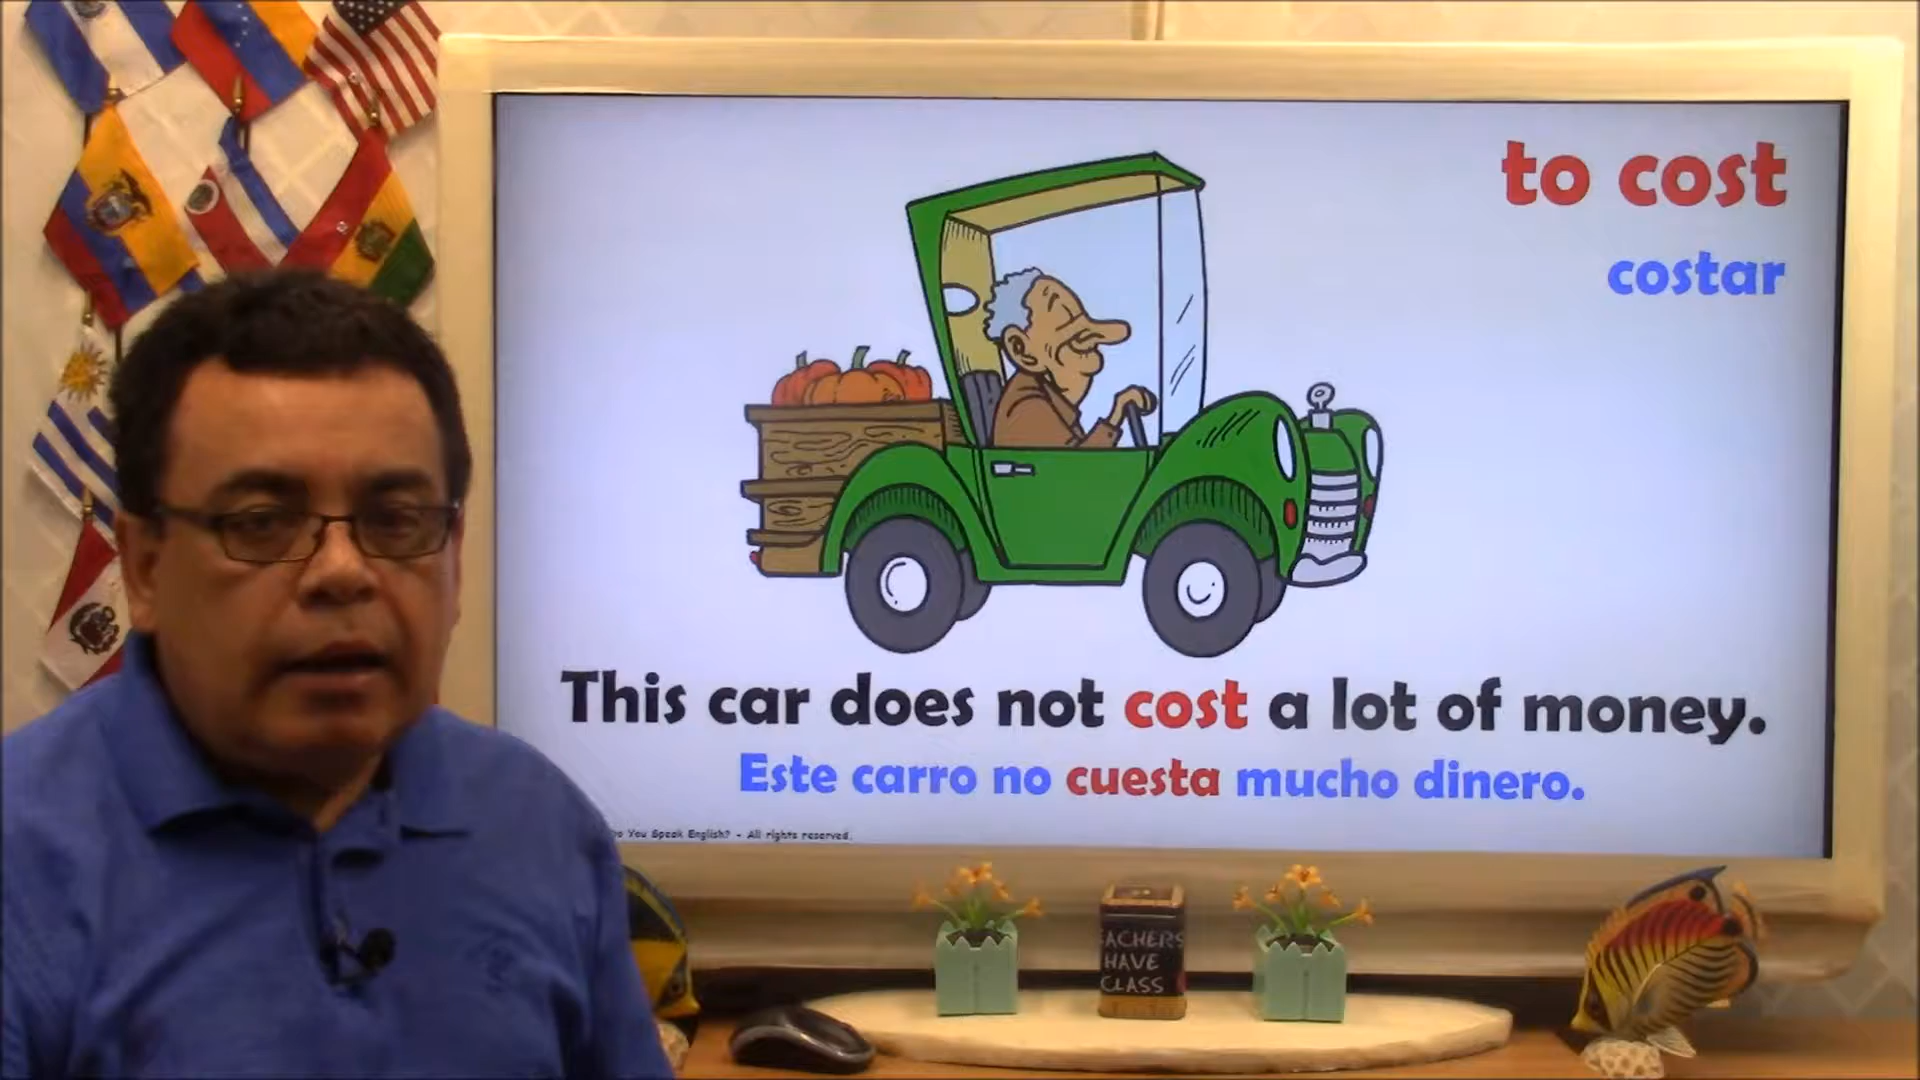 to cost
costar
This car does not cost a lot of money.
Este carro no cuesta mucho dinero.
You Speak English? - All rights reserved.
EACHERS
HAVE
CLASS